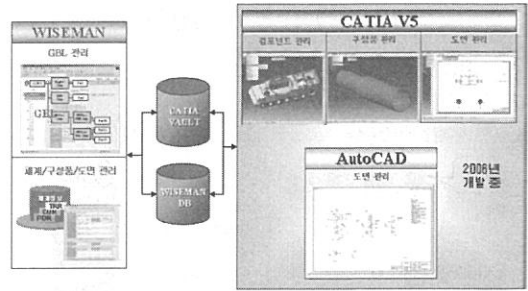 WISEMAN
GBL 관리
체계/구성품/도면 관리
CATIA
VAULT
WISEMAN
DB
CATIA V5
컴포넌트 관리
구성품 관리
도면 관리
AutoCAD
도면 관리
2006년
개발 중